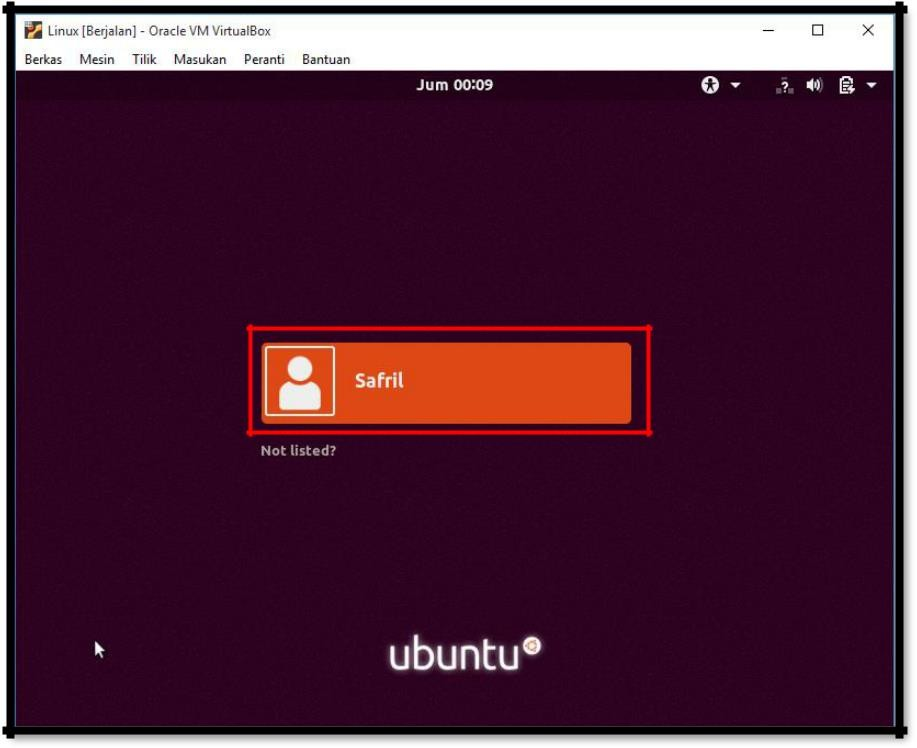 Linux [Berjalan] - Oracle VM VirtualBox
Berkas Mesin Tilik Masukan Peranti Bantuan
Jum 00:09
?
Safril
Not listed?
ubuntu